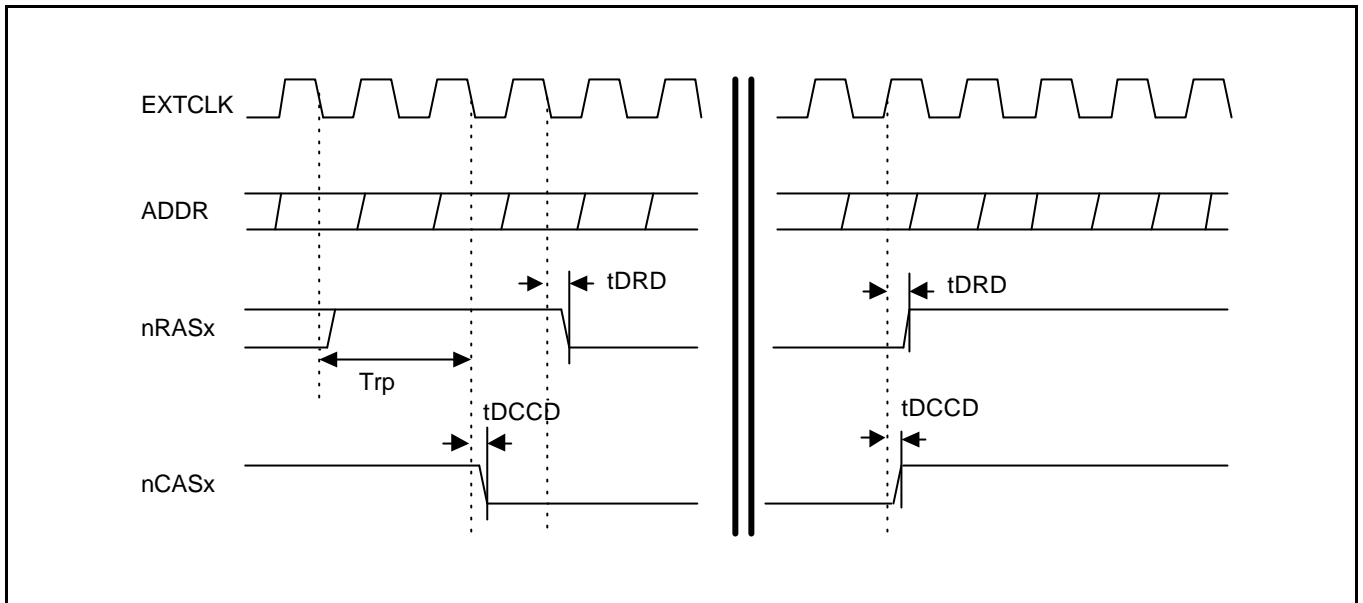 EXTCLK
ADDR
tDRD
tDRD
nRASx
Trp
tDCCD
tDCCD
nCASx